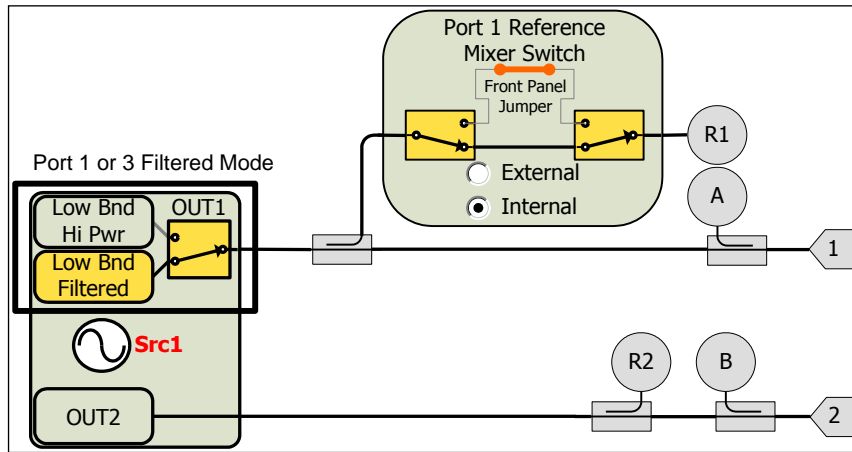 Port 1 Reference
Mixer Switch
Front Panel
Jumper
R1
External
Internal
A
Port 1 or 3 Filtered Mode
Low Bnd
Hi Pwr
OUT1
Low Bnd
Filtered
1
Src1
R2
B
OUT2
2